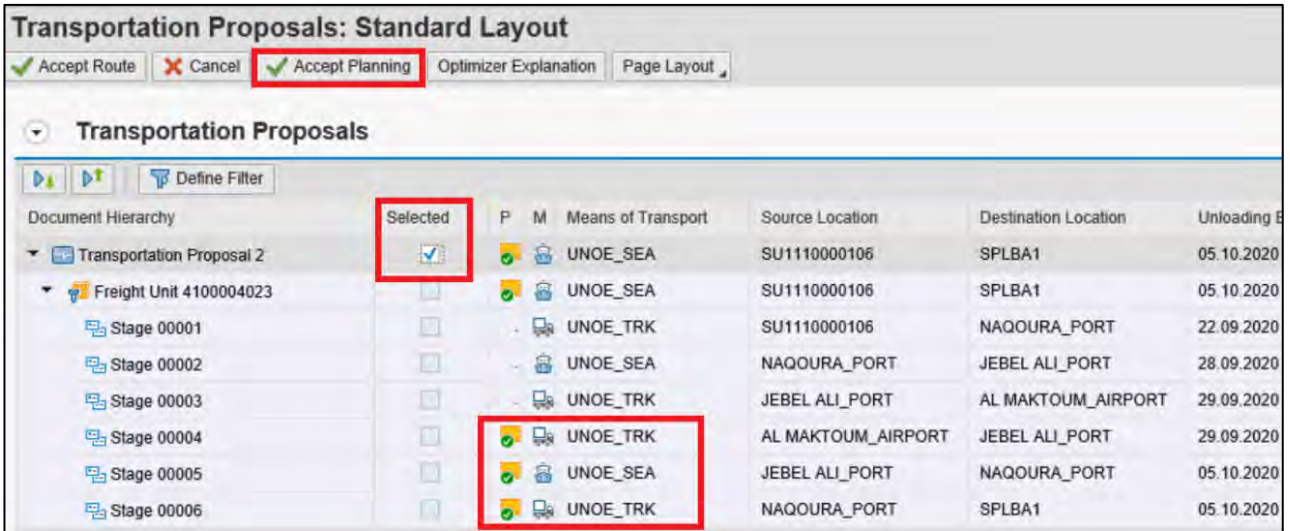 Transportation Proposals: Standard Layout
Accept Route Cancel Accept Planning Optimizer Explanation Page Layout
Transportation Proposals
Define Filter
Document Hierarchy Selected P M Means of Transport Source Location Destination Location Unloading E
Transportation Proposal 2 UNOE_SEA SU1110000106 SPLBA1 05.10.2020
Freight Unit 4100004023 UNOE_SEA SU1110000106 SPLBA1 05.10.2020
Stage 00001 UNOE_TRK SU1110000106 NAQOURA_PORT 22.09.2020
Stage 00002 UNOE_SEA NAQOURA_PORT JEBEL ALI_PORT 28.09.2020
Stage 00003 UNOE_TRK JEBEL ALI_PORT AL MAKTOUM_AIRPORT 29.09.2020
Stage 00004 UNOE_TRK AL MAKTOUM_AIRPORT JEBEL ALI_PORT 29.09.2020
Stage 00005 UNOE_SEA JEBEL ALI_PORT NAQOURA_PORT 05.10.2020
Stage 00006 UNOE_TRK NAQOURA_PORT SPLBA1 05.10.2020